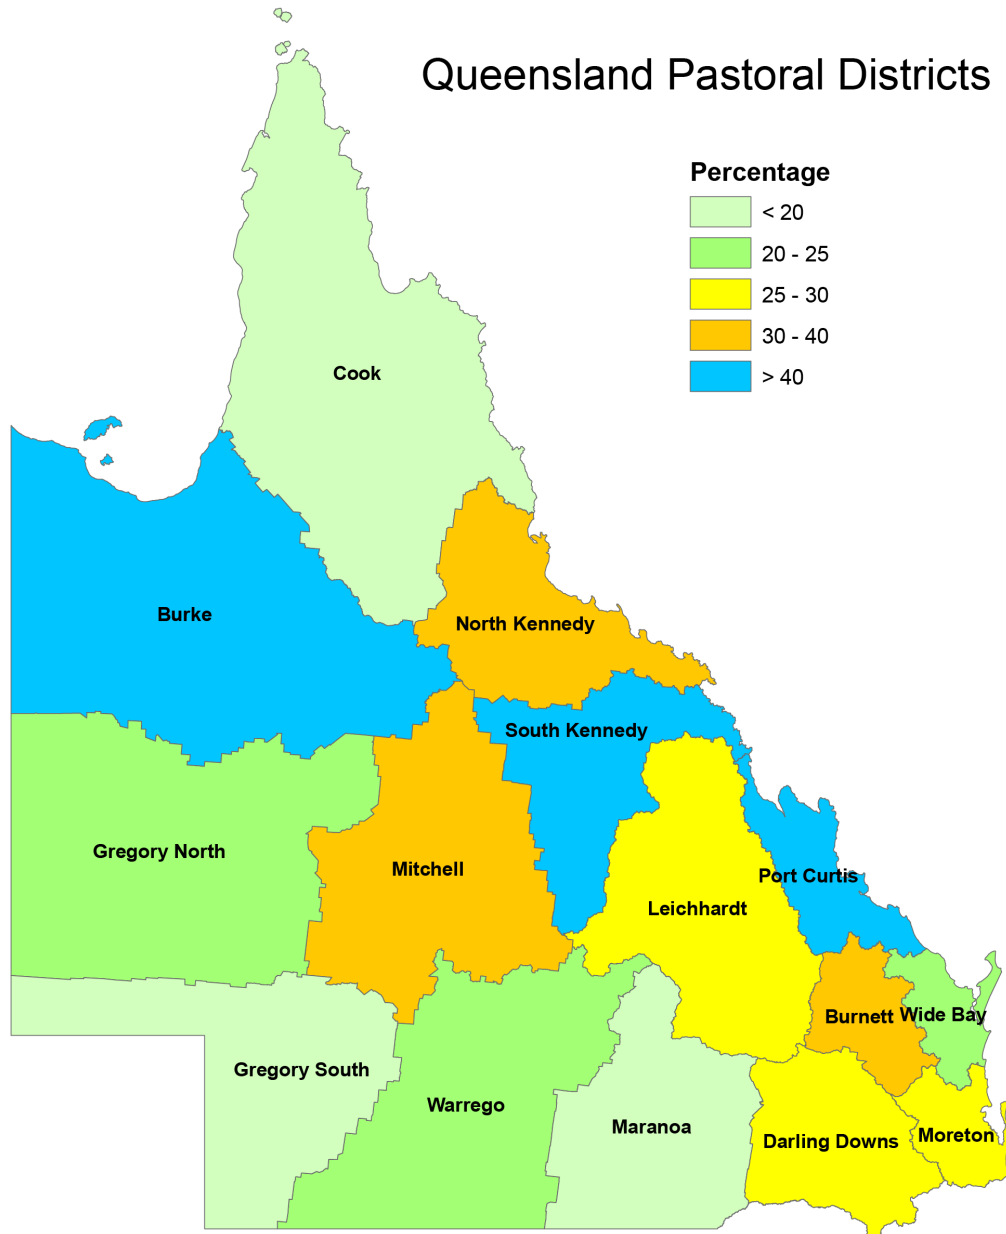 Queensland Pastoral Districts
Percentage
< 20
20 - 25
25 - 30
30 - 40
> 40
Cook
Burke
North Kennedy
South Kennedy
Gregory North
Mitchell
Port Curtis
Leichhardt
Burnett
Wide Bay
Gregory South
Warrego
Maranoa
Darling Downs
Moreton